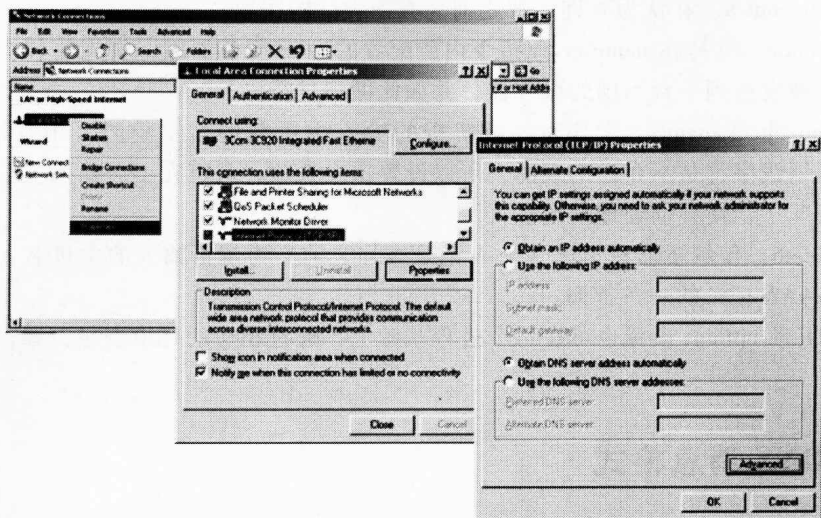 Network Connections
File Edit View Favorites Tools Advanced Help
Back Search Folders
Address Network Connections Go
Name
LAN or High-Speed Internet
Wizard
New Connect
Network Set
Disable
Status
Repair
Bridge Connections
Create Shortcut
Delete
Rename
Properties
Local Area Connection Properties
General Authentication Advanced
Connect using:
3Com 3C920 Integrated Fast Etherne Configure...
This connection uses the following items:
File and Printer Sharing for Microsoft Networks
QoS Packet Scheduler
Network Monitor Driver
Install... Uninstall Properties
Description
Transmission Control Protocol/Internet Protocol. The default
wide area network protocol that provides communication
across diverse interconnected networks.
Show icon in notification area when connected
Notify me when this connection has limited or no connectivity
Close Cancel
Internet Protocol (TCP/IP) Properties
General Alternate Configuration
You can get IP settings assigned automatically if your network supports
this capability. Otherwise, you need to ask your network administrator for
the appropriate IP settings.
Obtain an IP address automatically
Use the following IP address:
IP address:
Subnet mask:
Default gateway:
Obtain DNS server address automatically
Use the following DNS server addresses:
Preferred DNS server:
Alternate DNS server:
Advanced...
OK Cancel